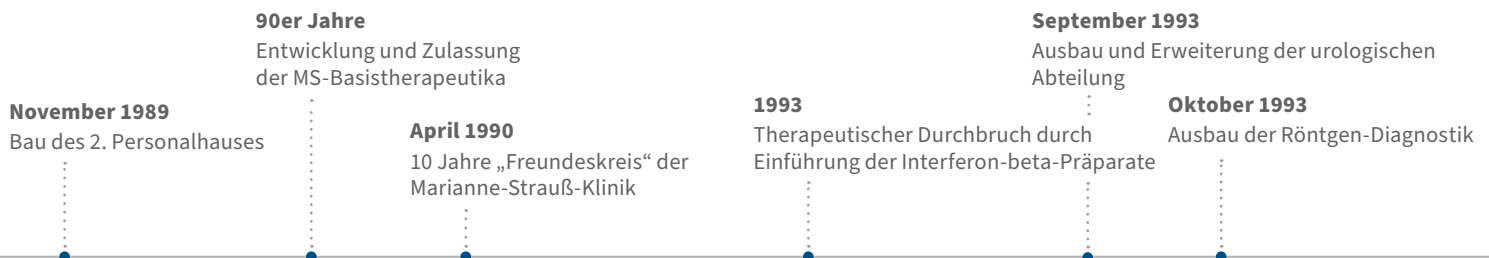 November 1989
Bau des 2. Personalhauses
90er Jahre
Entwicklung und Zulassung
der MS-Basistherapeutika
April 1990
10 Jahre „Freundeskreis“ der
Marianne-Strauß-Klinik
1993
Therapeutischer Durchbruch durch
Einführung der Interferon-beta-Präparate
September 1993
Ausbau und Erweiterung der urologischen
Abteilung
Oktober 1993
Ausbau der Röntgen-Diagnostik